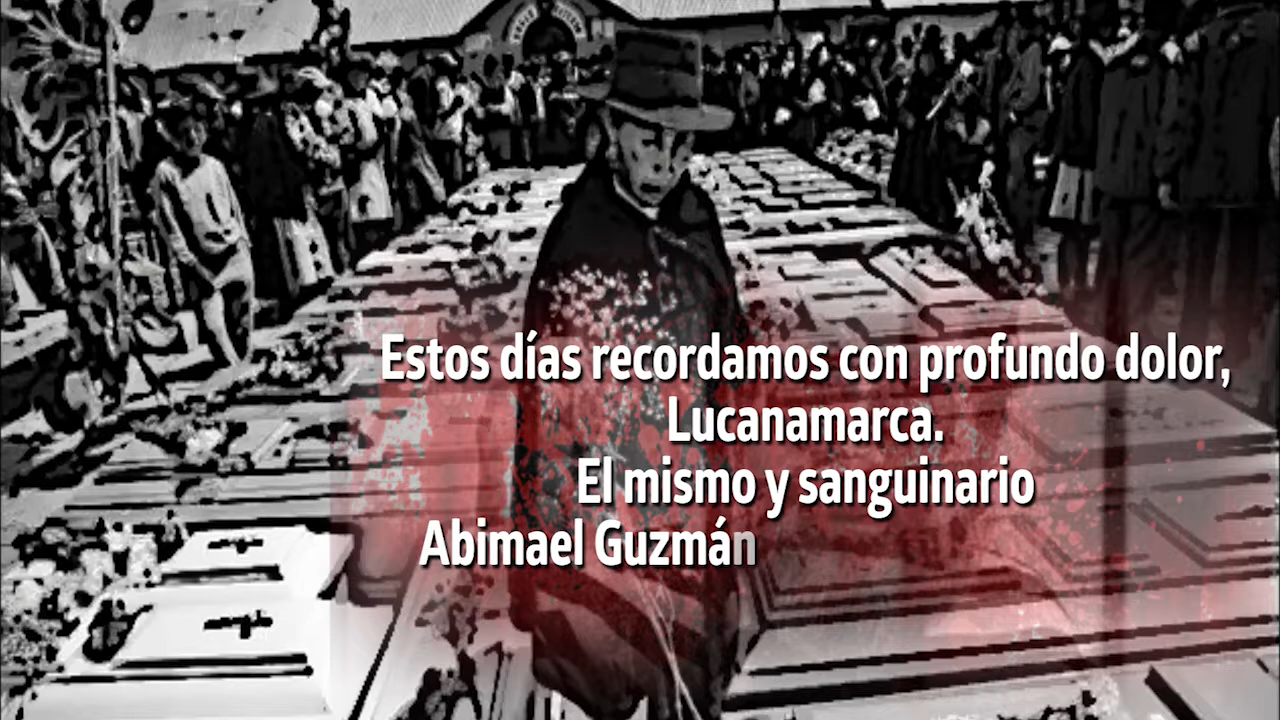 Estos días recordamos con profundo dolor,
Lucanamarca.
El mismo y sanguinario
Abimael Guzmán